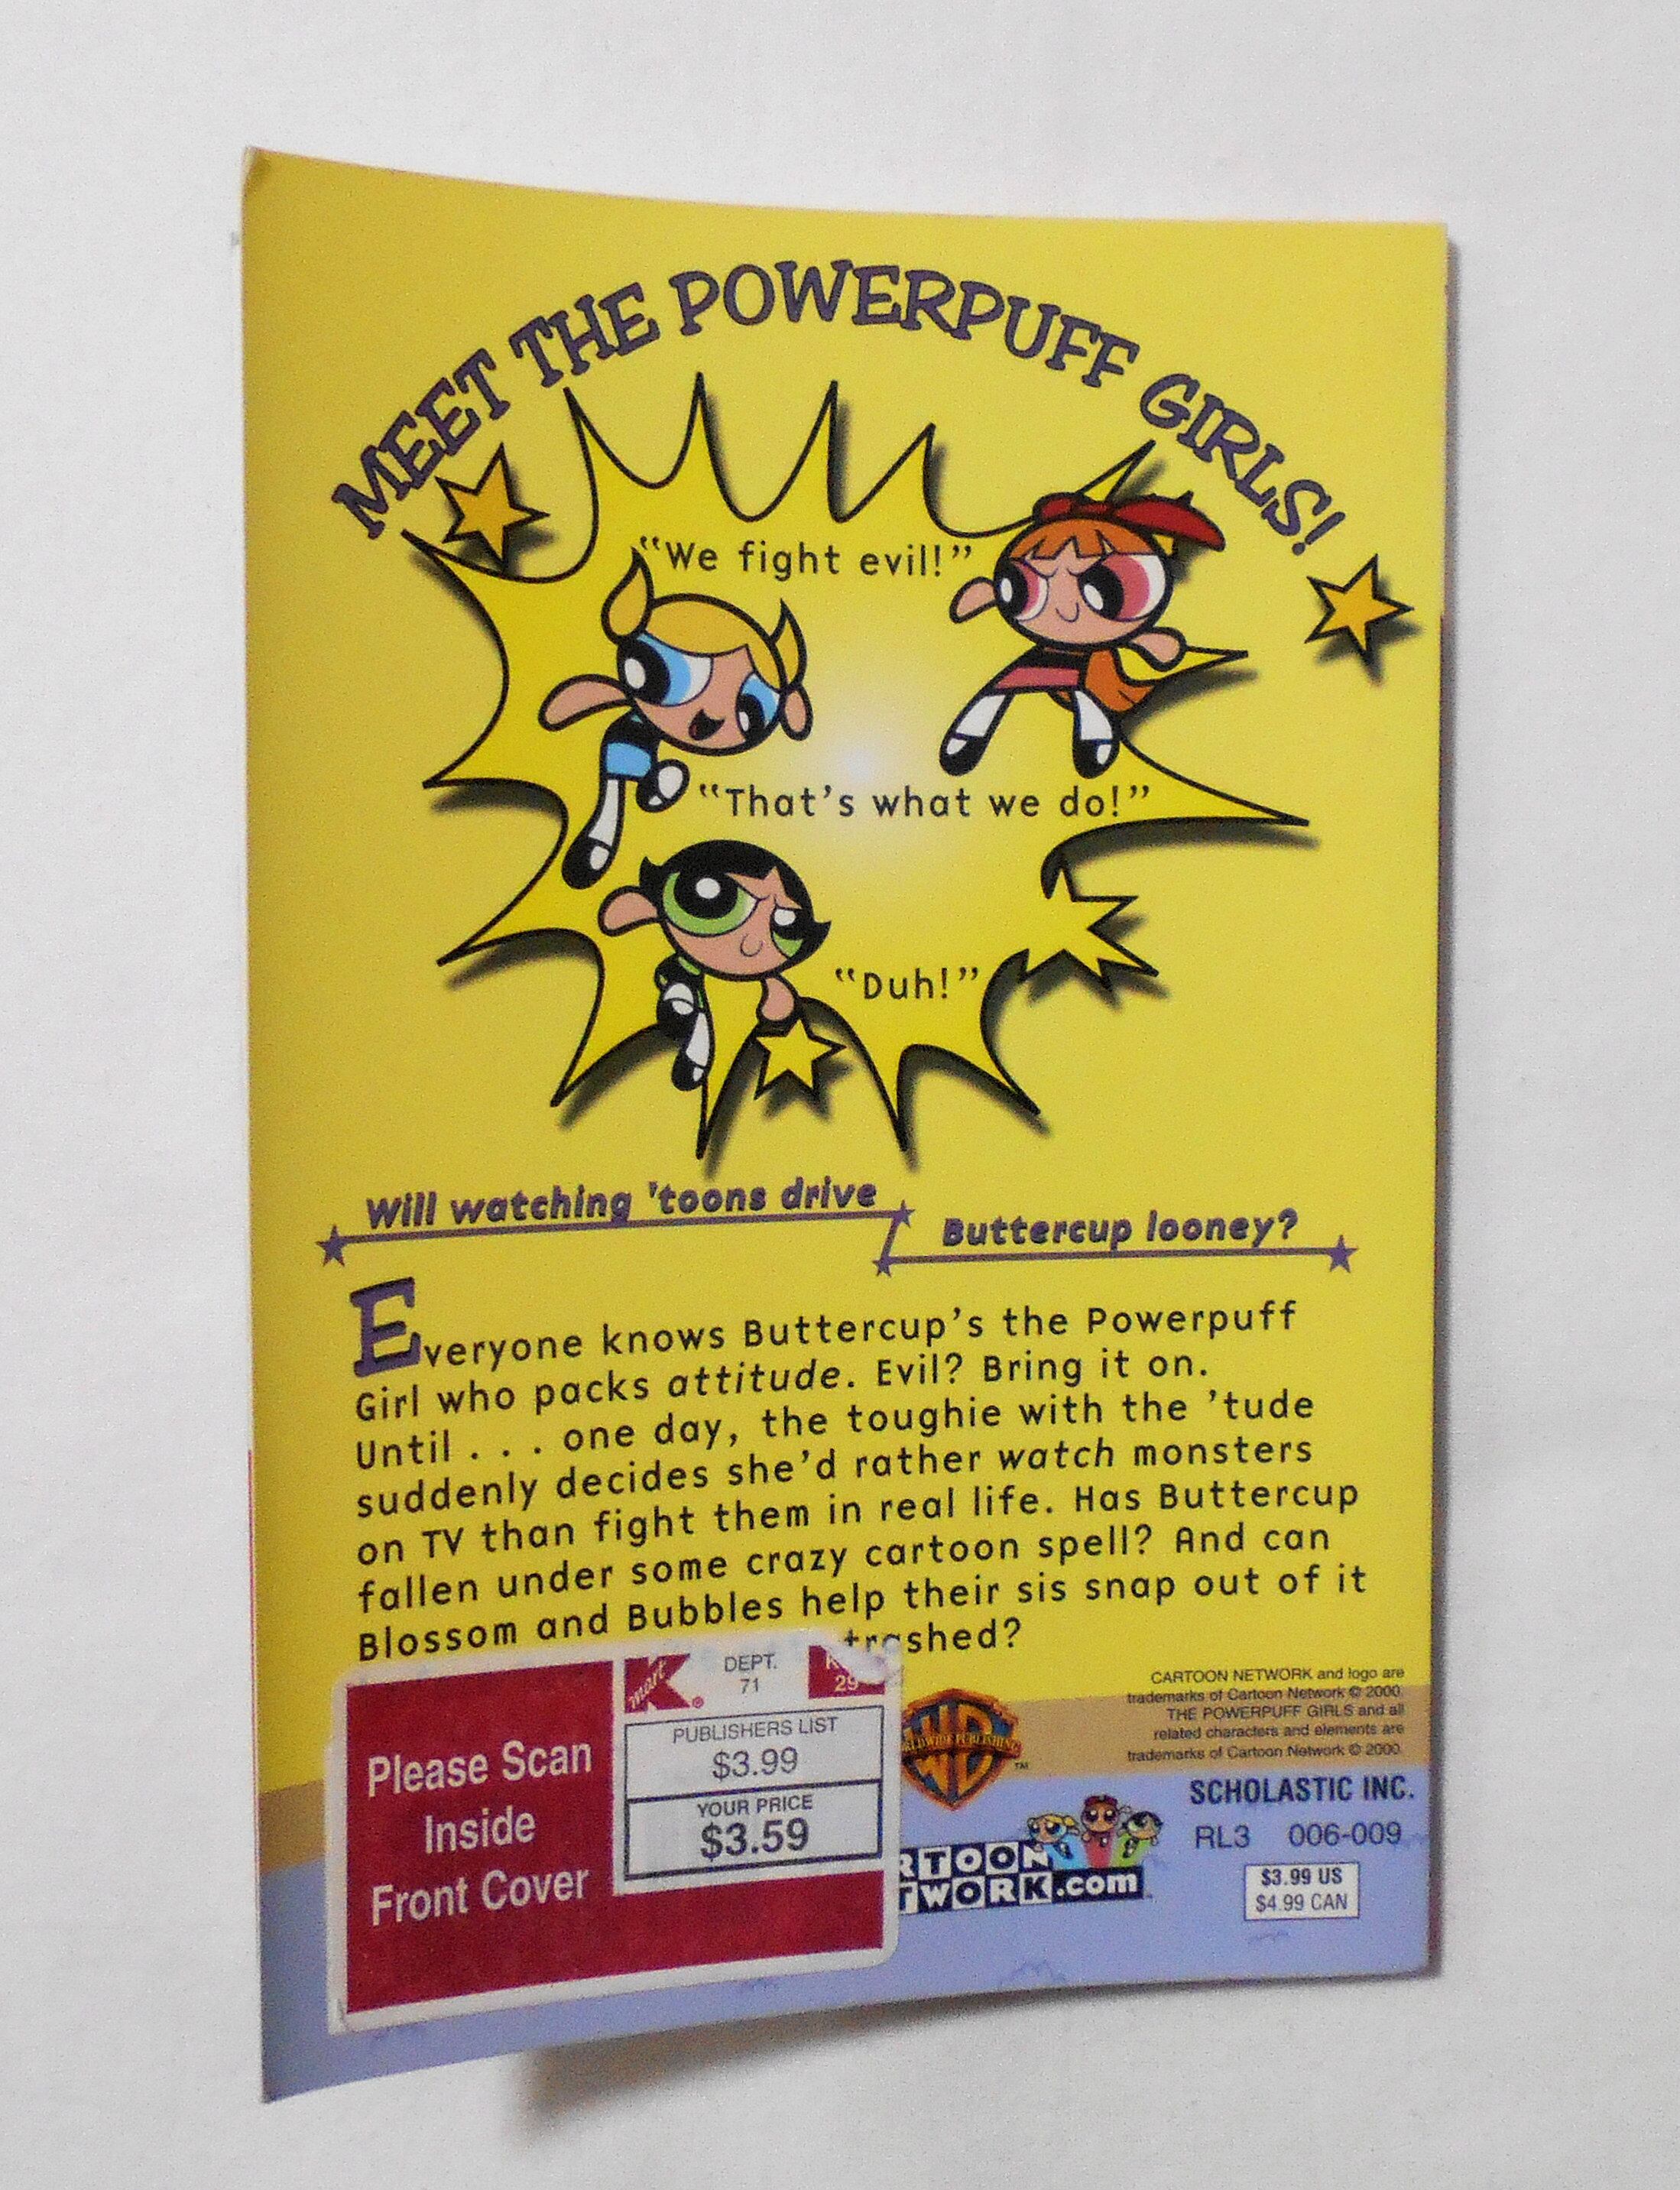 MEET THE POWERPUFF GIRLS!
“We fight evil!”
“That’s what we do!”
“Duh!”
Will watching 'toons drive
Buttercup looney?
Everyone knows Buttercup’s the Powerpuff
Girl who packs attitude. Evil? Bring it on.
Until . . . one day, the toughie with the ’tude
suddenly decides she’d rather watch monsters
on TV than fight them in real life. Has Buttercup
fallen under some crazy cartoon spell? And can
Blossom and Bubbles help their sis snap out of it
trashed?
Please Scan
Inside
Front Cover
mart K®
DEPT.
71
29
PUBLISHERS LIST
$3.99
YOUR PRICE
$3.59
WB
LDWIDE PUBLISHING
™
CARTOON NETWORK and logo are
trademarks of Cartoon Network © 2000.
THE POWERPUFF GIRLS and all
related characters and elements are
trademarks of Cartoon Network © 2000.
RTOON
TWORK.com
SCHOLASTIC INC.
RL3 006-009
$3.99 US
$4.99 CAN